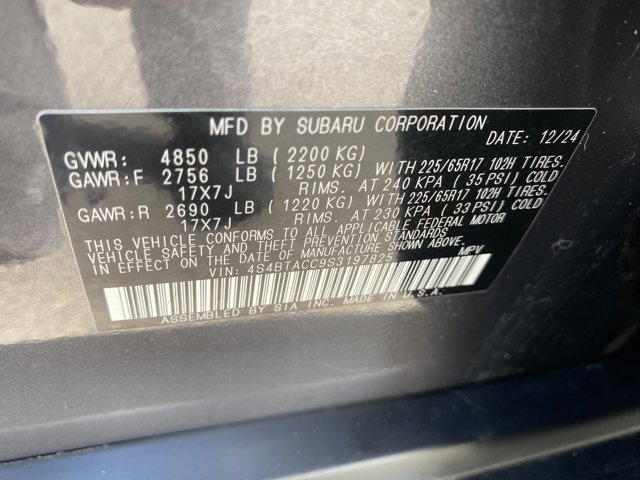 MFD BY SUBARU CORPORATION
DATE: 12/24
GVWR: 4850 LB (2200 KG)
GAWR:F 2756 LB (1250 KG) WITH 225/65R17 102H TIRES.
17X7J RIMS. AT 240 KPA (35 PSI) COLD
GAWR:R 2690 LB (1220 KG) WITH 225/65R17 102H TIRES.
17X7J RIMS. AT 230 KPA (33 PSI) COLD
THIS VEHICLE CONFORMS TO ALL APPLICABLE FEDERAL MOTOR
VEHICLE SAFETY STANDARDS IN EFFECT ON THE
DATE OF MANUFACTURE SHOWN ABOVE.
VIN: 4S4BTACC9S3197825 MPV
ASSEMBLED BY SIA INC. MADE IN U.S.A.